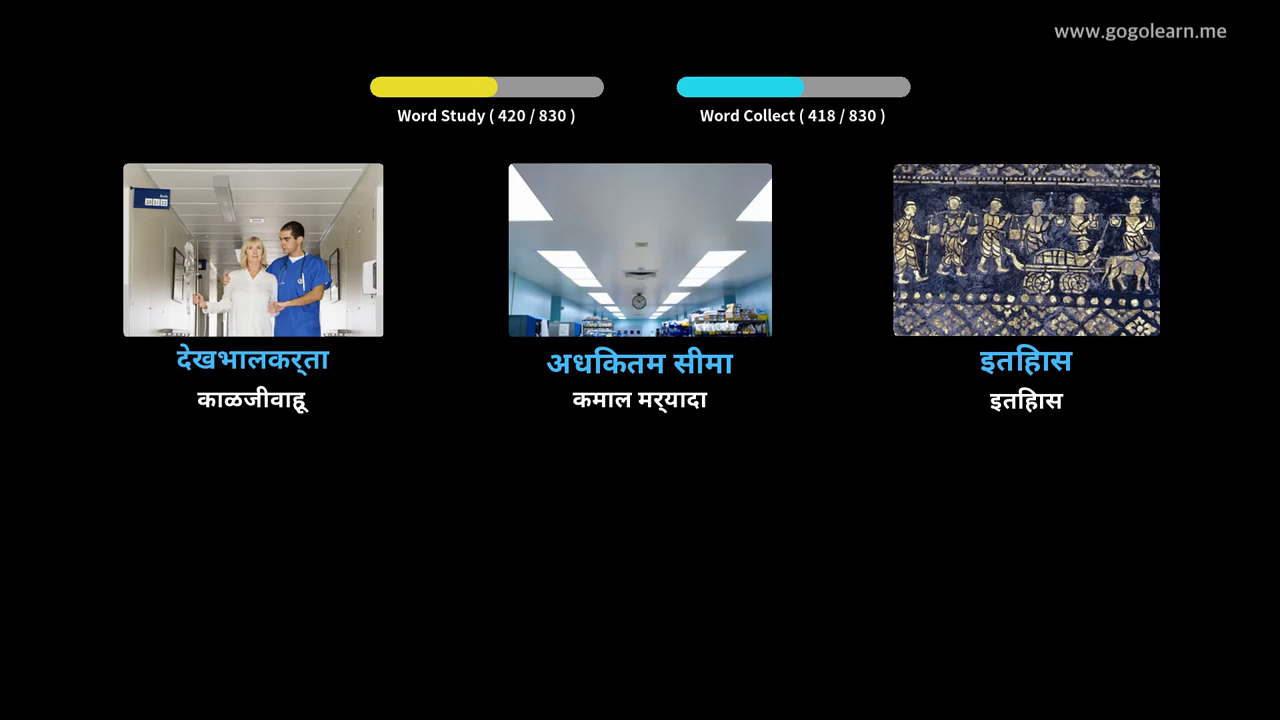 www.gogolearn.me
Word Study ( 420 / 830 )
Word Collect ( 418 / 830 )
देखभालकर्‌ता
अधकितम सीमा
इतहिास
काळजीवाहू
कमाल मर्‌यादा
इतहिास